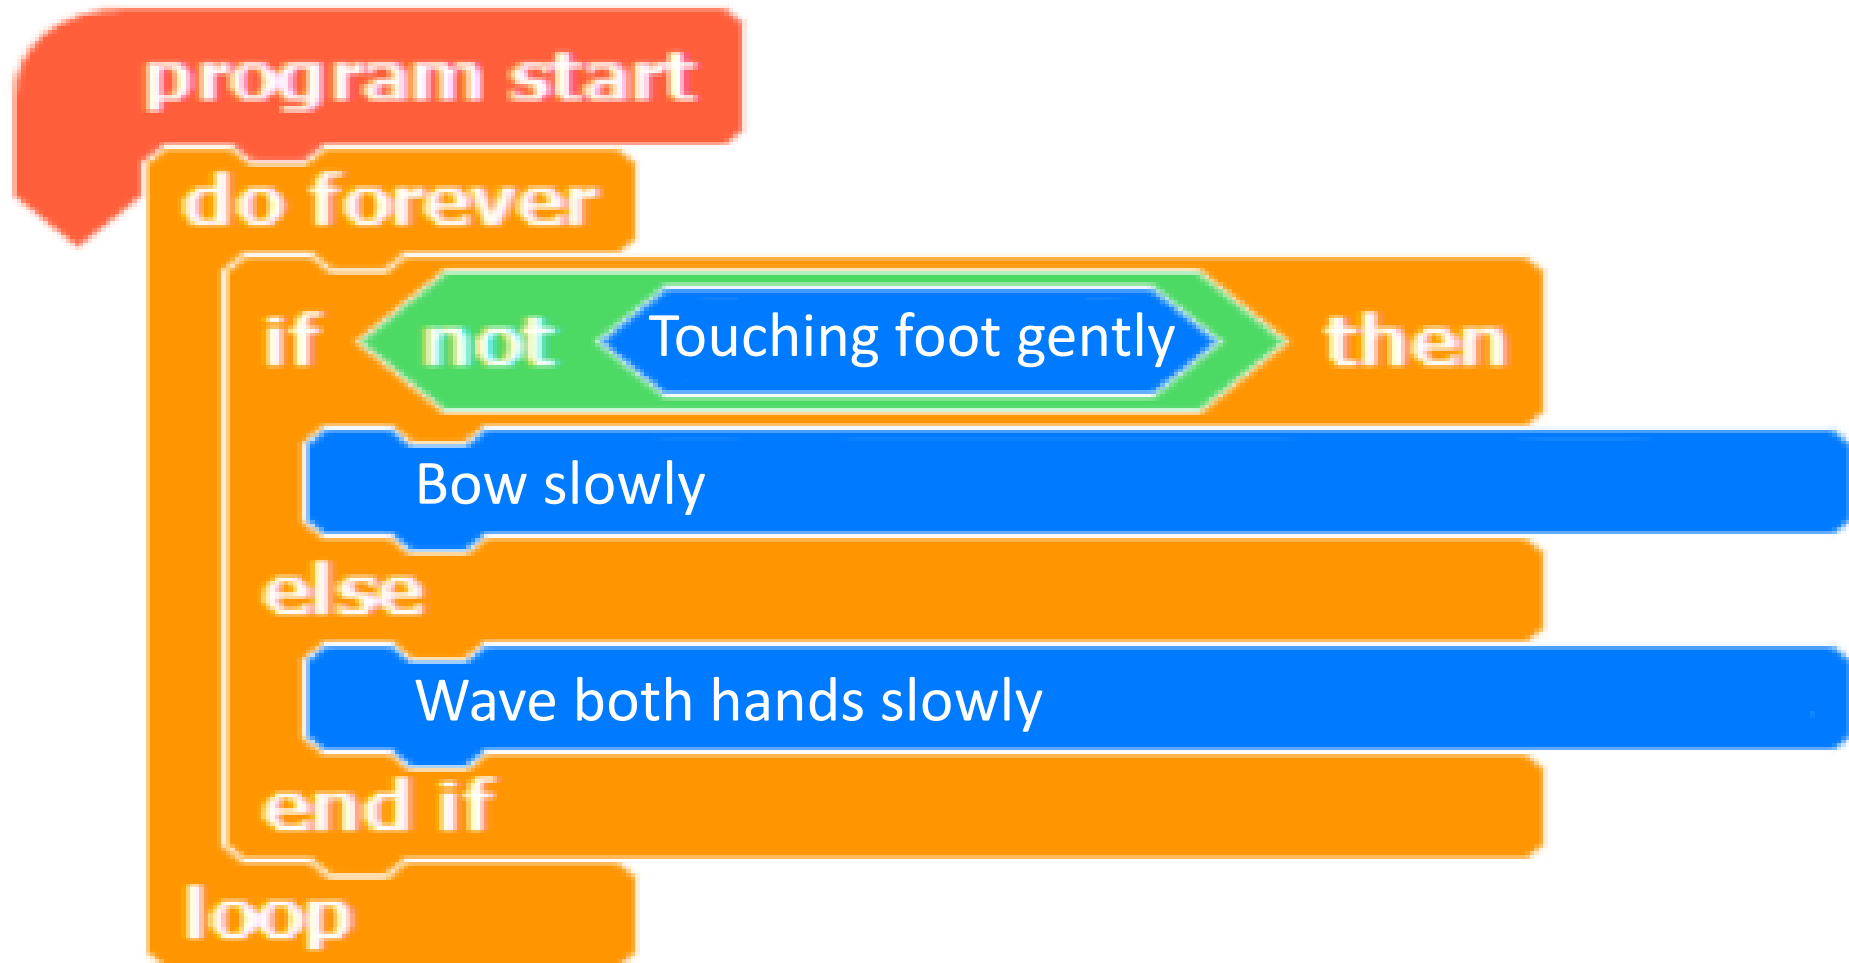 program start
do forever
if not Touching foot gently then
Bow slowly
else
Wave both hands slowly
end if
loop